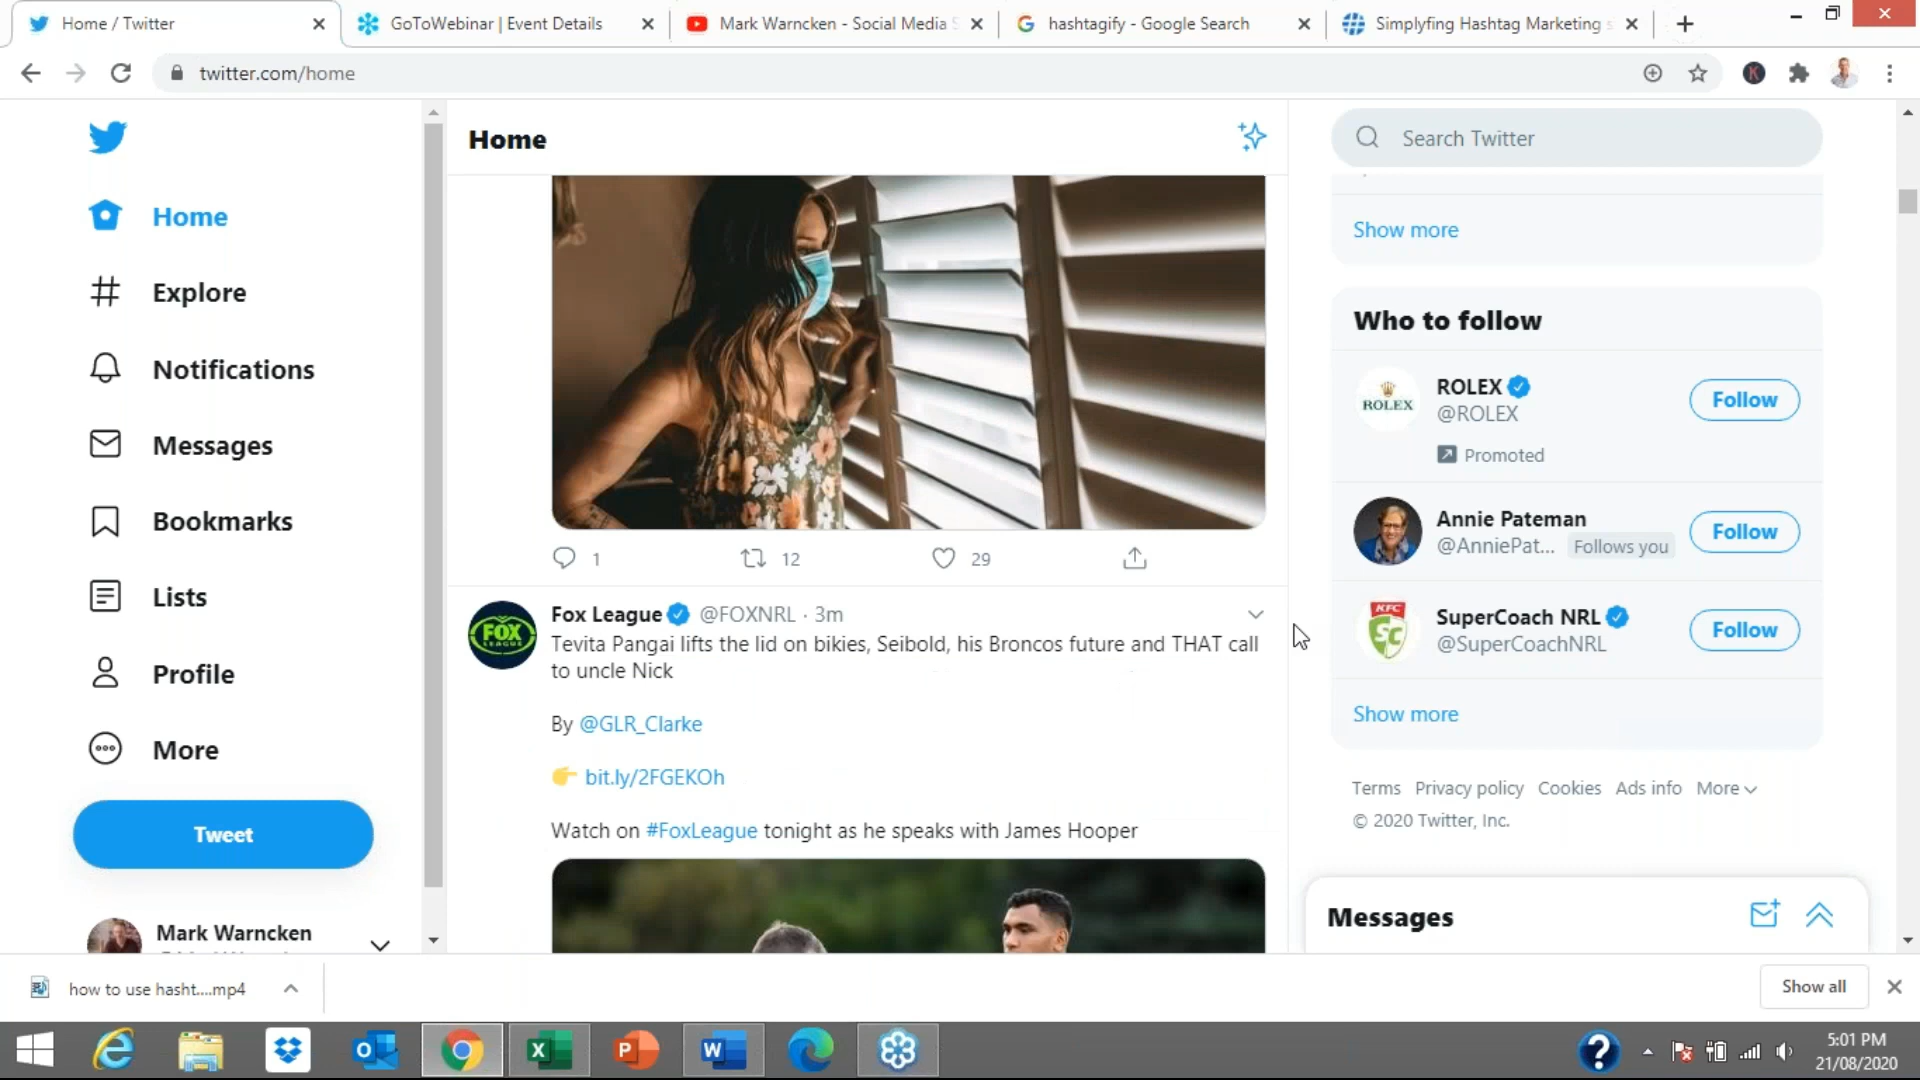 Home / Twitter
GoToWebinar | Event Details
Mark Warncken - Social Media S
hashtagify - Google Search
Simplyfing Hashtag Marketing s
twitter.com/home
K
Home
Explore
Notifications
Messages
Bookmarks
Lists
Profile
More
Tweet
Mark Warncken
Home
1
12
29
Fox League @FOXNRL · 3m
Tevita Pangai lifts the lid on bikies, Seibold, his Broncos future and THAT call
to uncle Nick
By @GLR_Clarke
👉 bit.ly/2FGEKOh
Watch on #FoxLeague tonight as he speaks with James Hooper
FOX
LEAGUE
Search Twitter
Show more
Who to follow
ROLEX
ROLEX
@ROLEX
Promoted
Follow
Annie Pateman
@AnniePat... Follows you
Follow
KFC
SC
SuperCoach NRL
@SuperCoachNRL
Follow
Show more
Terms Privacy policy Cookies Ads info More
© 2020 Twitter, Inc.
Messages
how to use hasht....mp4
Show all
5:01 PM
21/08/2020